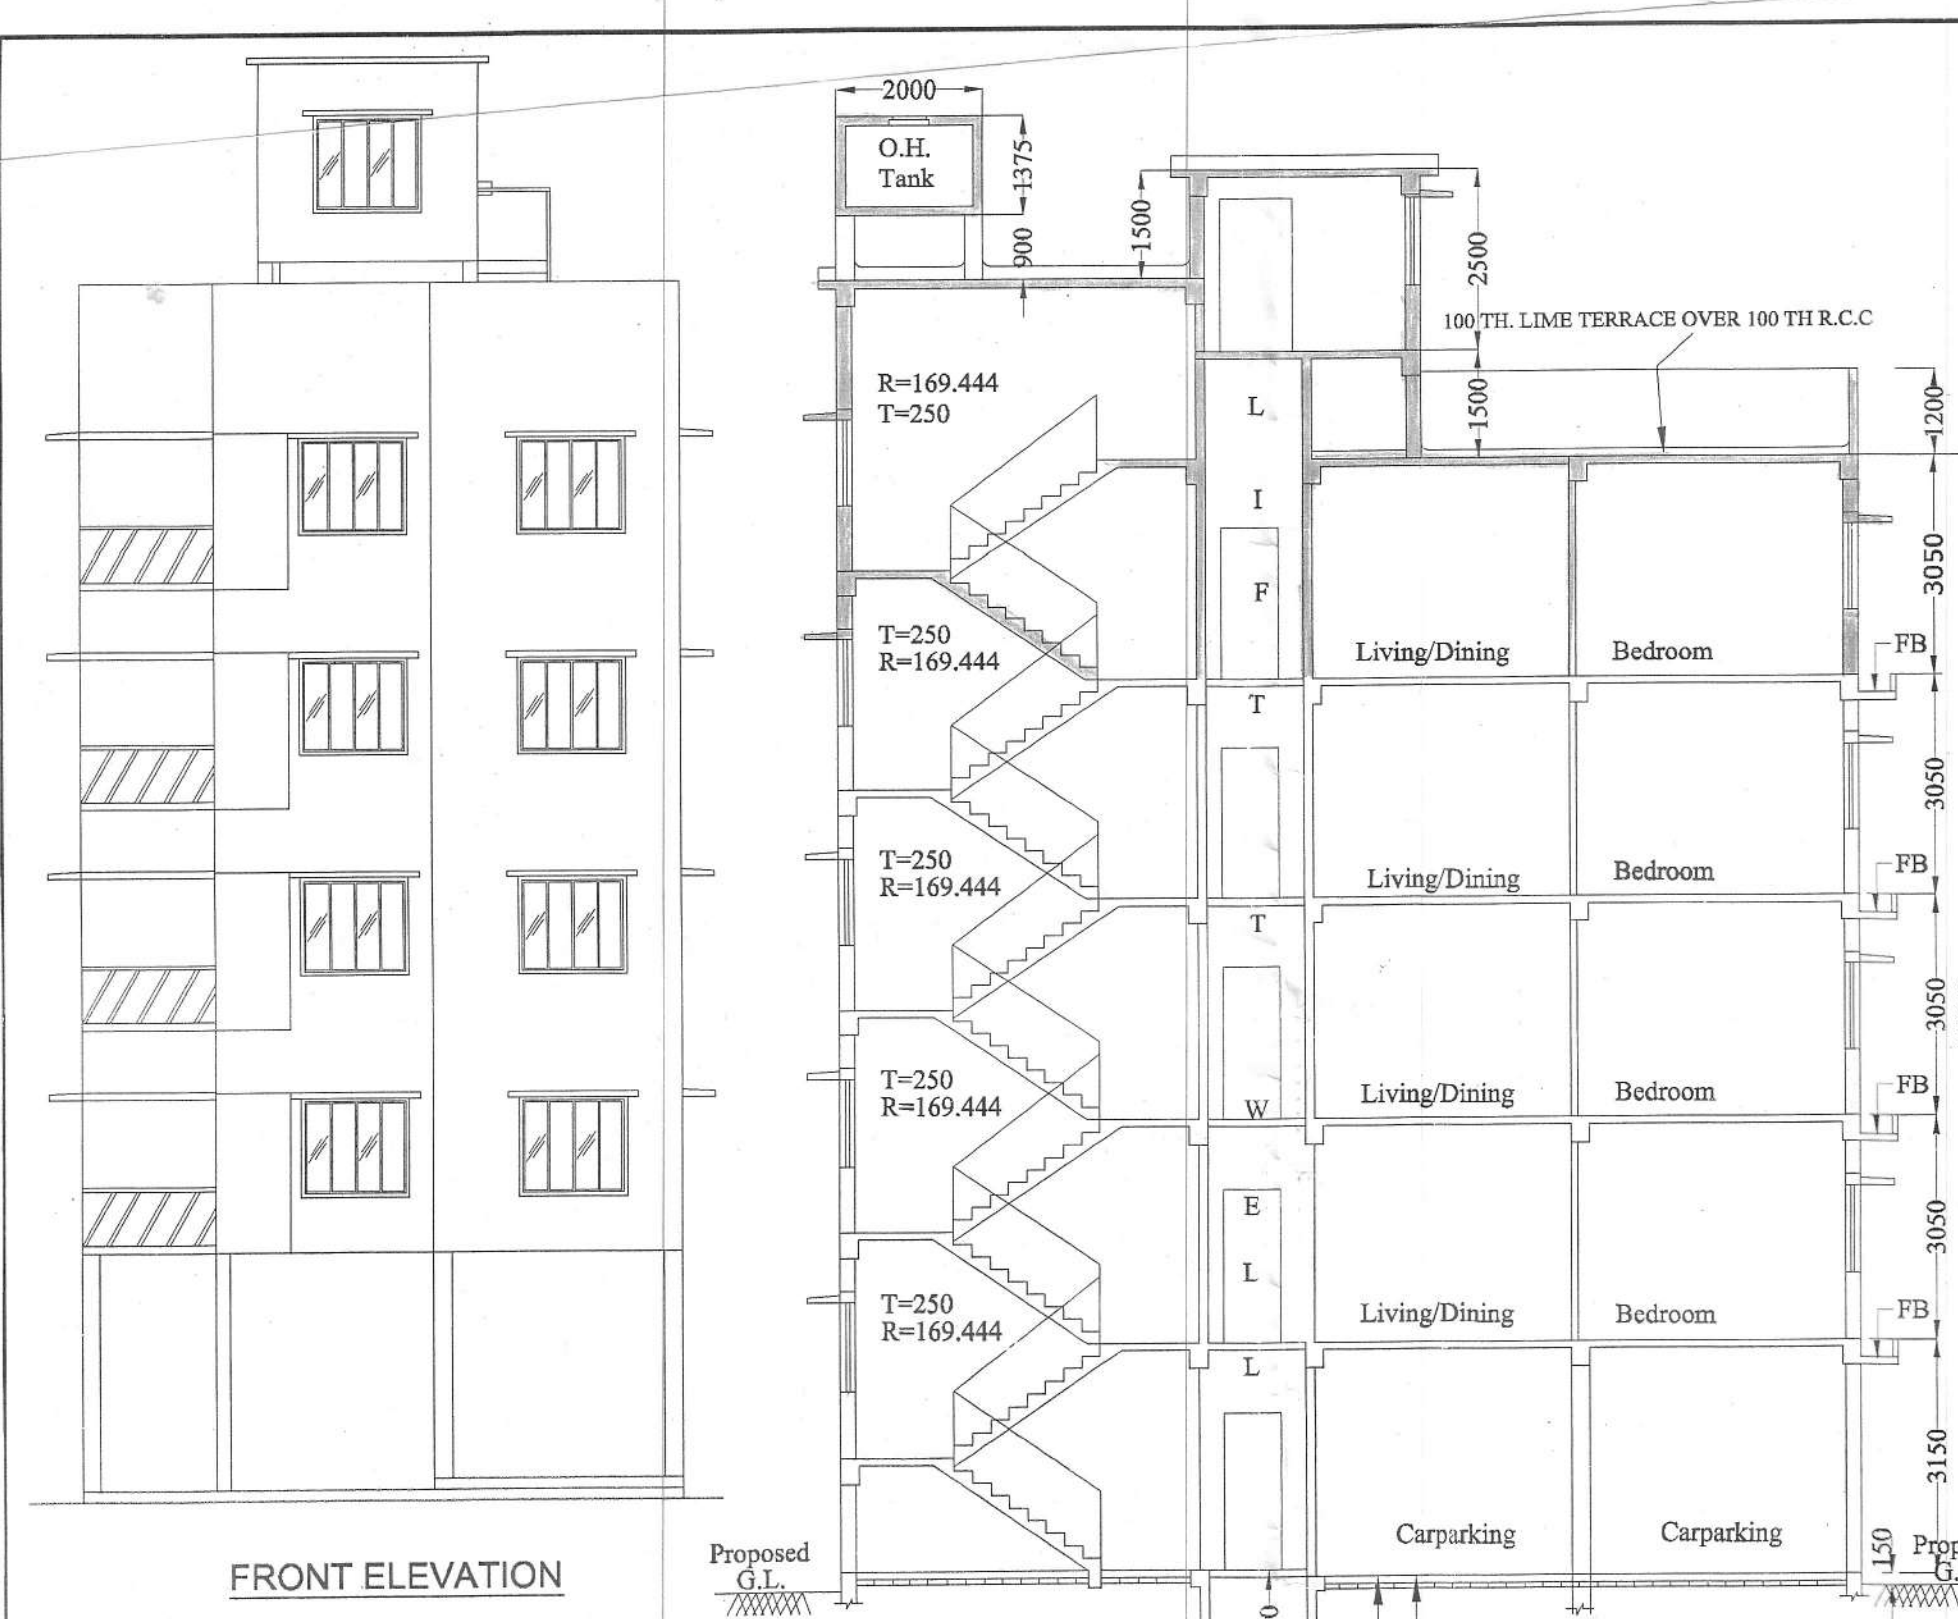 2000
O.H.
Tank
1375
900
1500
2500
100 TH. LIME TERRACE OVER 100 TH R.C.C
1500
1200
R=169.444
T=250
L
I
F
T
T
W
E
L
L
3050
Living/Dining
Bedroom
FB
T=250
R=169.444
3050
Living/Dining
Bedroom
FB
T=250
R=169.444
3050
Living/Dining
Bedroom
FB
T=250
R=169.444
3050
Living/Dining
Bedroom
FB
T=250
R=169.444
3150
Carparking
Carparking
150
Proposed
G.L.
Prop
G.
0
FRONT ELEVATION